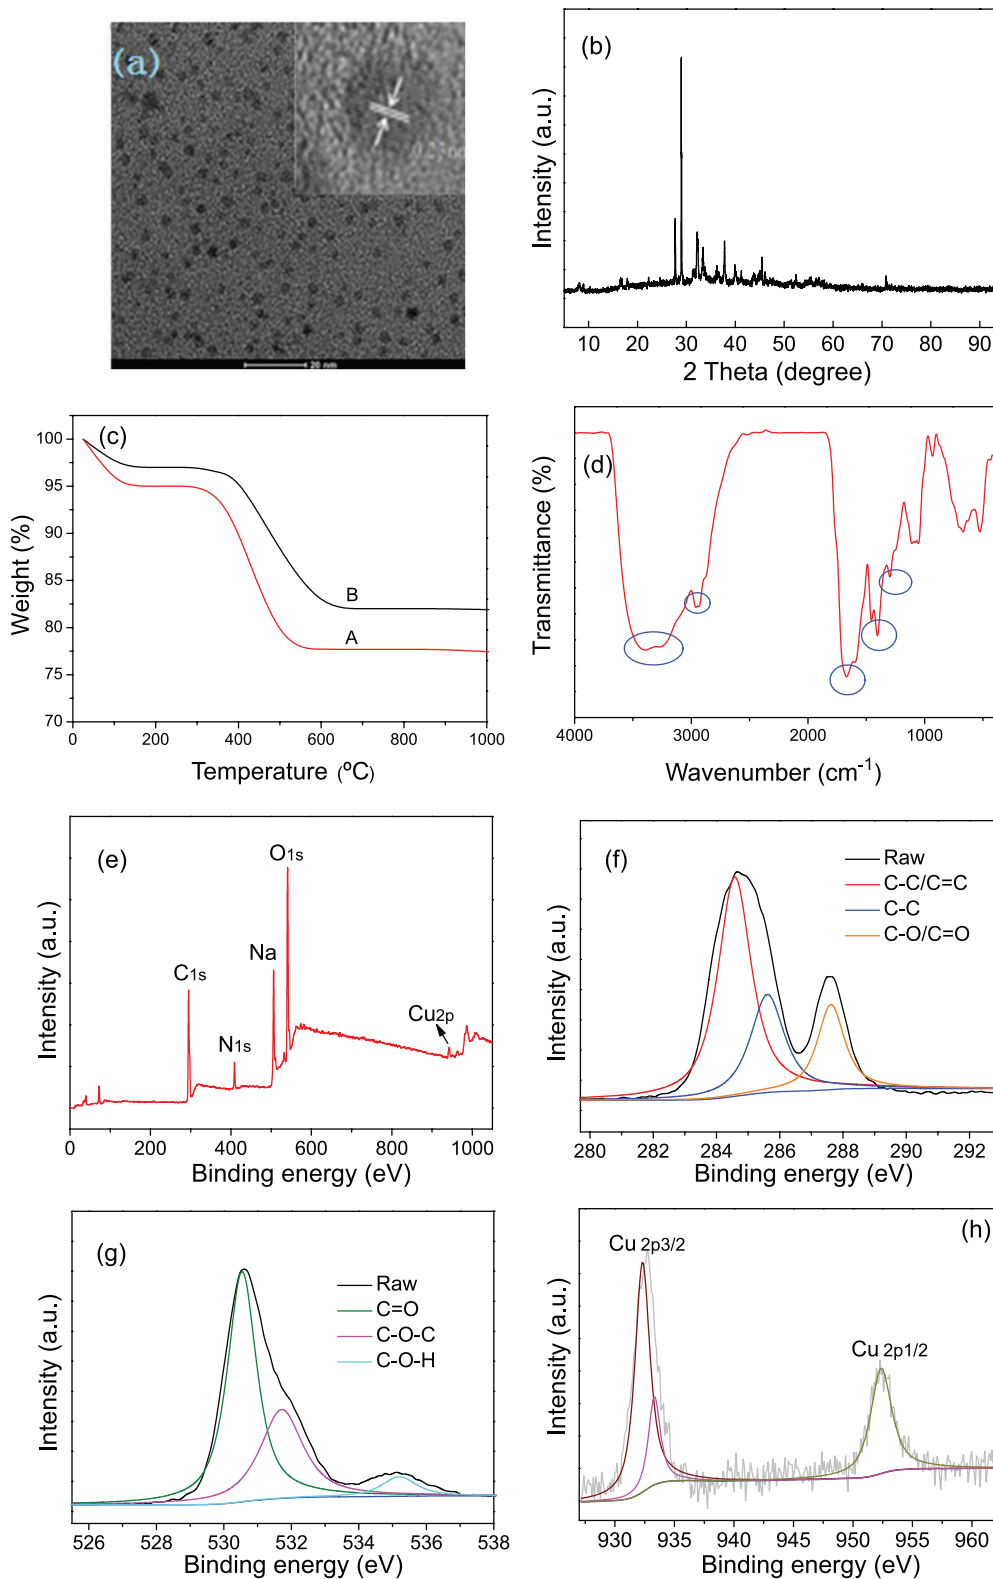 (a)
20 nm
(b)
Intensity (a.u.)
10 20 30 40 50 60 70 80 90
2 Theta (degree)
(c)
100
95
90
85
80
75
70
Weight (%)
B
A
0 200 400 600 800 1000
Temperature (ºC)
(d)
Transmittance (%)
4000 3000 2000 1000
Wavenumber (cm-1)
(e)
Intensity (a.u.)
C1s
N1s
Na
O1s
Cu2p
0 200 400 600 800 1000
Binding energy (eV)
(f)
Intensity (a.u.)
Raw
C-C/C=C
C-C
C-O/C=O
280 282 284 286 288 290 292
Binding energy (eV)
(g)
Intensity (a.u.)
Raw
C=O
C-O-C
C-O-H
526 528 530 532 534 536 538
Binding energy (eV)
(h)
Intensity (a.u.)
Cu 2p3/2
Cu 2p1/2
930 935 940 945 950 955 960
Binding energy (eV)